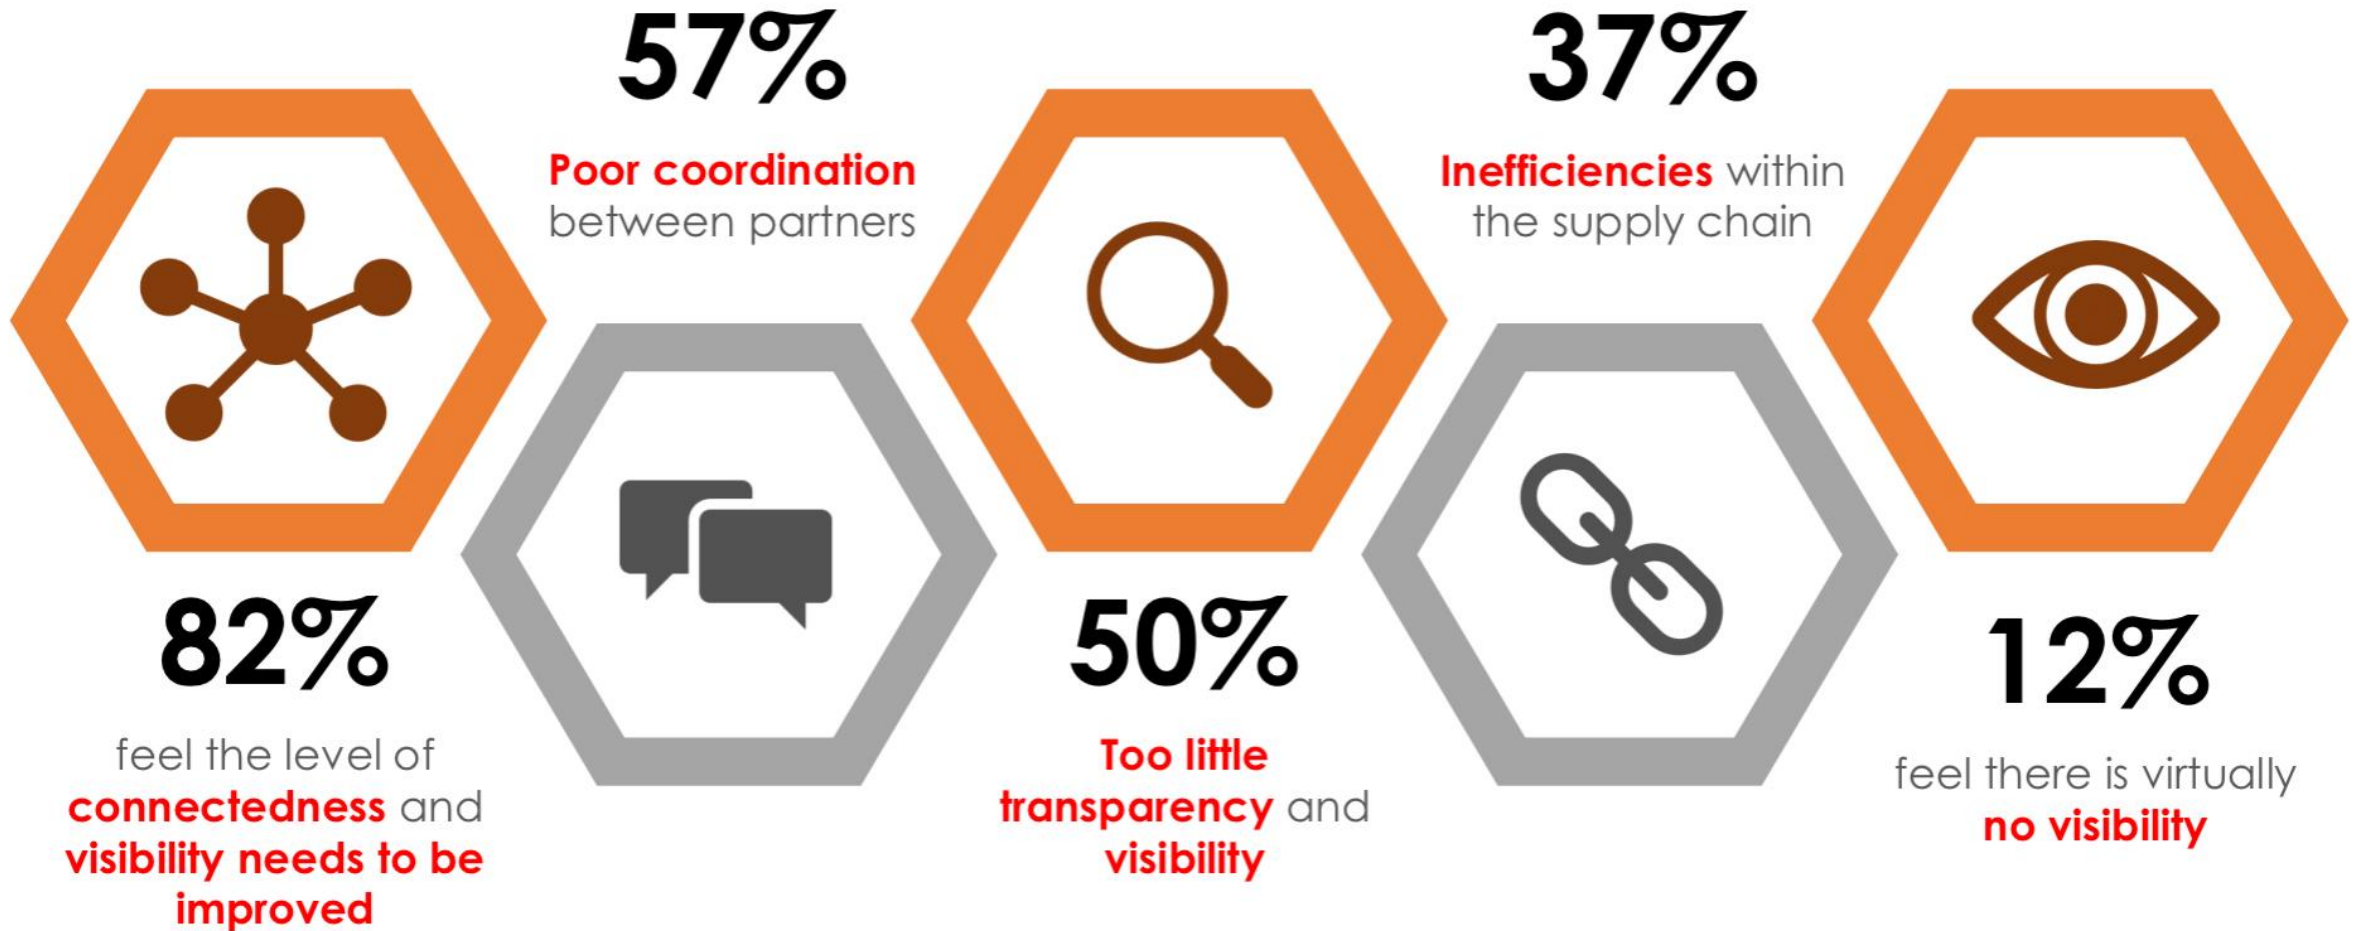 82%
feel the level of
connectedness and
visibility needs to be
improved
57%
Poor coordination
between partners
50%
Too little
transparency and
visibility
37%
Inefficiencies within
the supply chain
12%
feel there is virtually
no visibility